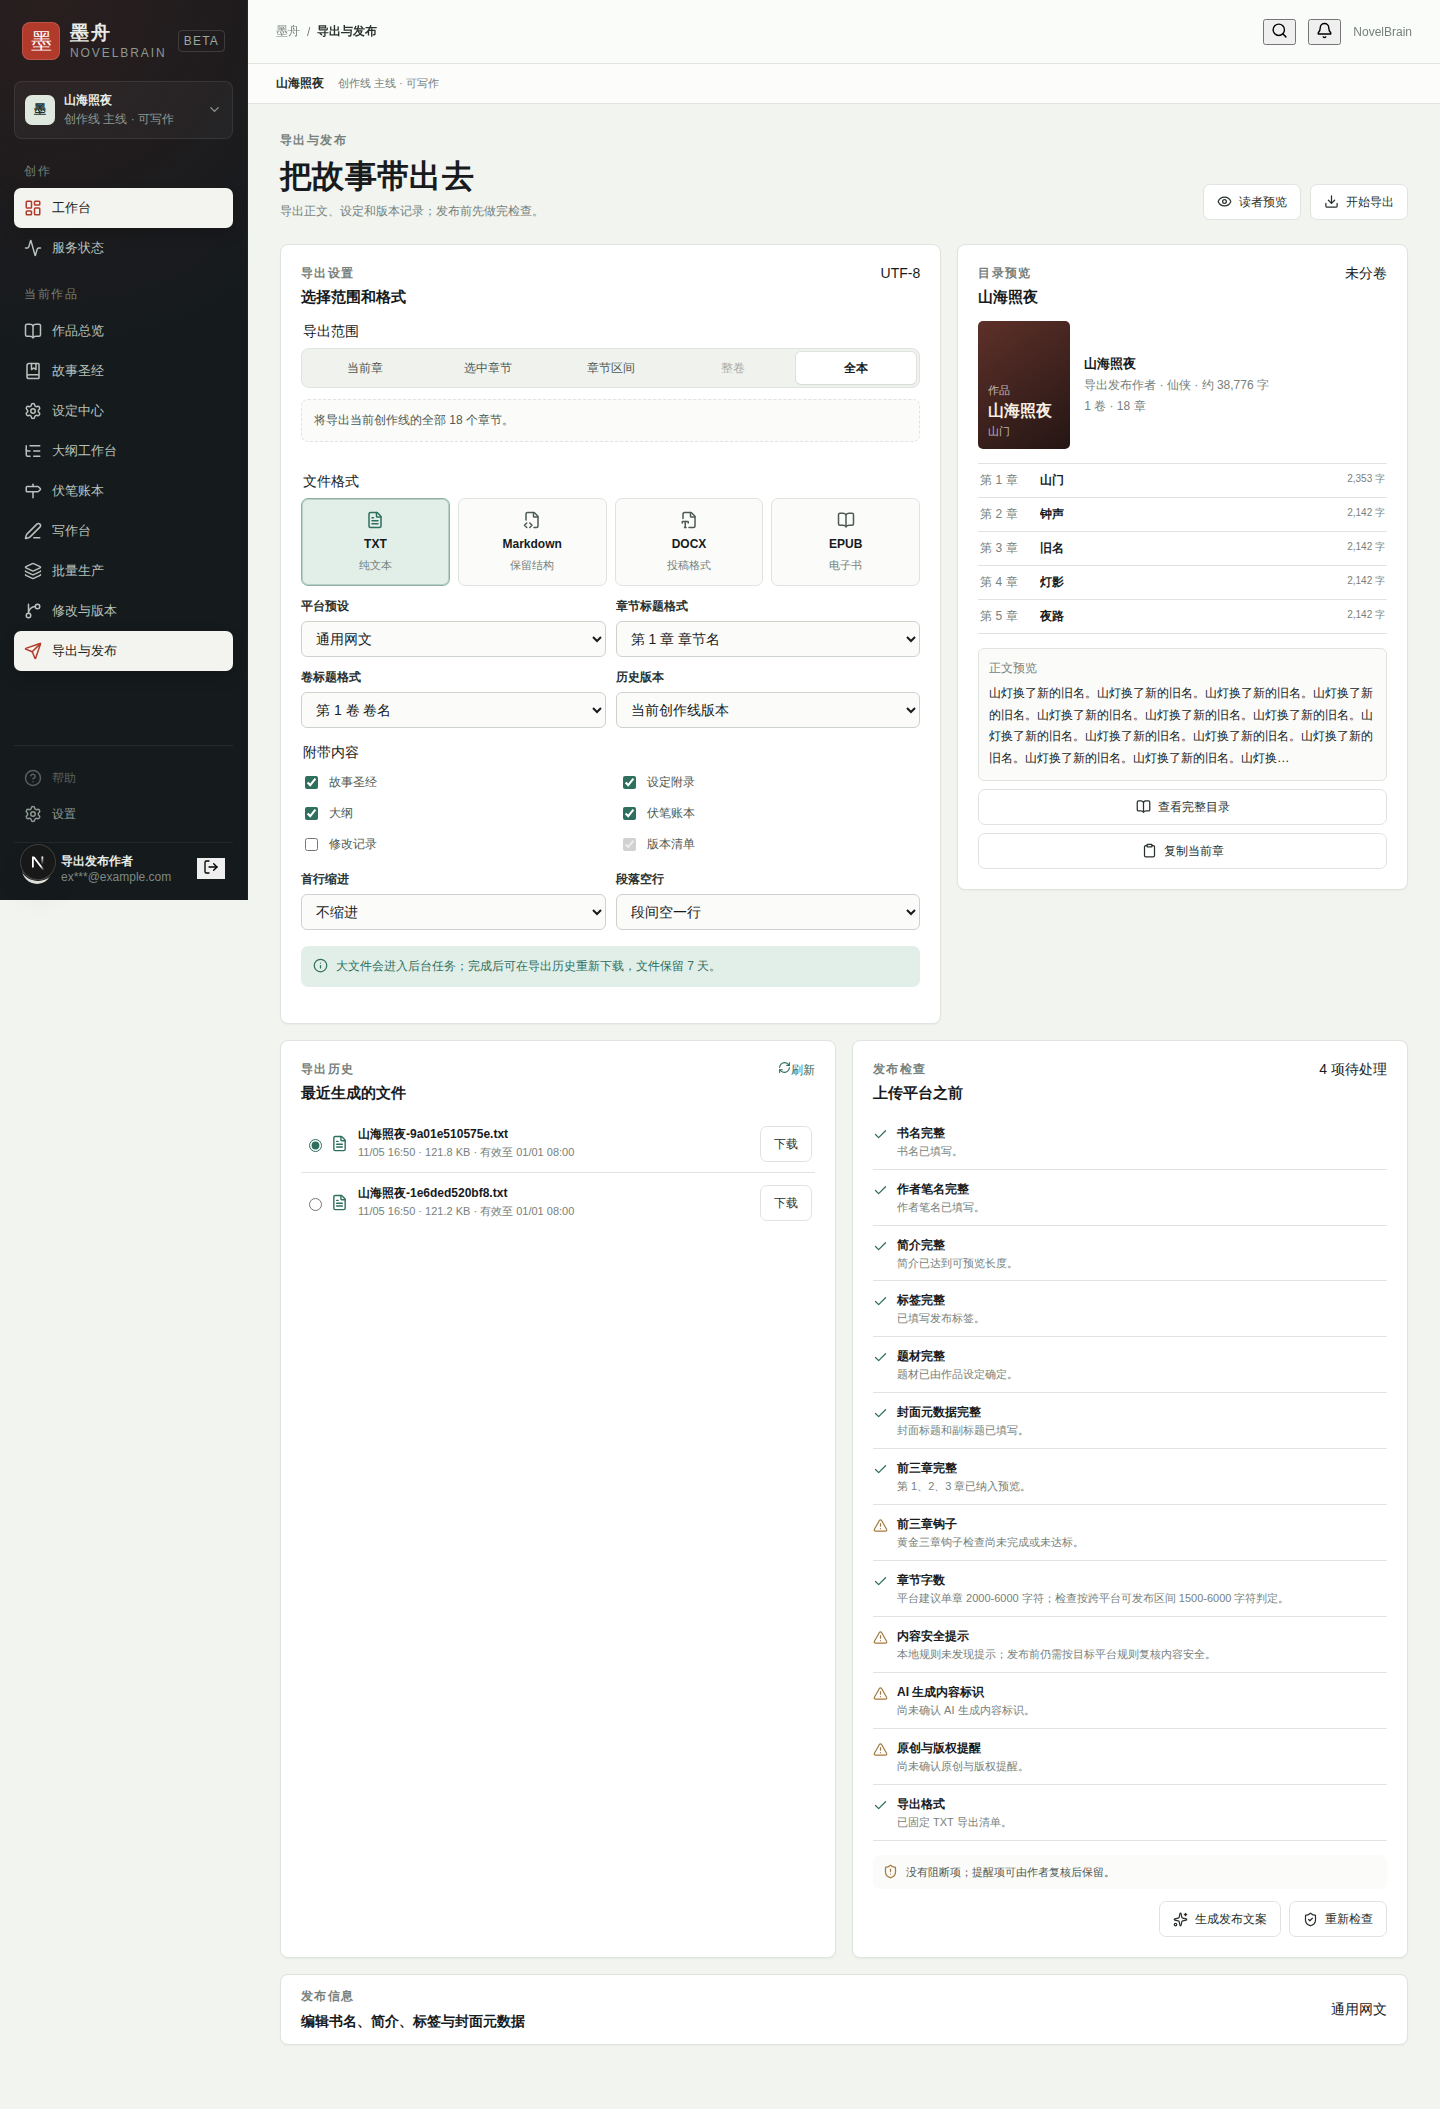 墨 墨舟
NOVELBRAIN
BETA
墨 山海照夜
创作线 主线 · 可写作
创作
工作台
服务状态
当前作品
作品总览
故事圣经
设定中心
大纲工作台
伏笔账本
写作台
批量生产
修改与版本
导出与发布
帮助
设置
N 导出发布作者
ex***@example.com
墨舟 / 导出与发布
NovelBrain
山海照夜 创作线 主线 · 可写作
导出与发布
把故事带出去
导出正文、设定和版本记录；发布前先做完检查。
读者预览 开始导出
导出设置
UTF-8
选择范围和格式
导出范围
当前章 选中章节 章节区间 整卷 全本
将导出当前创作线的全部 18 个章节。
文件格式
TXT Markdown DOCX EPUB
纯文本 保留结构 投稿格式 电子书
平台预设 章节标题格式
通用网文 第 1 章 章节名
卷标题格式 历史版本
第 1 卷 卷名 当前创作线版本
附带内容
故事圣经 设定附录
大纲 伏笔账本
修改记录 版本清单
首行缩进 段落空行
不缩进 段间空一行
大文件会进入后台任务；完成后可在导出历史重新下载，文件保留 7 天。
目录预览 未分卷
山海照夜
作品
山海照夜
山门
山海照夜
导出发布作者 · 仙侠 · 约 38,776 字
1 卷 · 18 章
第 1 章 山门 2,353 字
第 2 章 钟声 2,142 字
第 3 章 旧名 2,142 字
第 4 章 灯影 2,142 字
第 5 章 夜路 2,142 字
正文预览
山灯换了新的旧名。山灯换了新的旧名。山灯换了新的旧名。山灯换了新
的旧名。山灯换了新的旧名。山灯换了新的旧名。山灯换了新的旧名。山
灯换了新的旧名。山灯换了新的旧名。山灯换了新的旧名。山灯换了新的
旧名。山灯换了新的旧名。山灯换了新的旧名。山灯换…
查看完整目录
复制当前章
导出历史 刷新
最近生成的文件
山海照夜-9a01e510575e.txt
11/05 16:50 · 121.8 KB · 有效至 01/01 08:00
下载
山海照夜-1e6ded520bf8.txt
11/05 16:50 · 121.2 KB · 有效至 01/01 08:00
下载
发布检查 4 项待处理
上传平台之前
书名完整
书名已填写。
作者笔名完整
作者笔名已填写。
简介完整
简介已达到可预览长度。
标签完整
已填写发布标签。
题材完整
题材已由作品设定确定。
封面元数据完整
封面标题和副标题已填写。
前三章完整
第 1、2、3 章已纳入预览。
前三章钩子
黄金三章钩子检查尚未完成或未达标。
章节字数
平台建议单章 2000-6000 字符；检查按跨平台可发布区间 1500-6000 字符判定。
内容安全提示
本地规则未发现提示；发布前仍需按目标平台规则复核内容安全。
AI 生成内容标识
尚未确认 AI 生成内容标识。
原创与版权提醒
尚未确认原创与版权提醒。
导出格式
已固定 TXT 导出清单。
没有阻断项；提醒项可由作者复核后保留。
生成发布文案 重新检查
发布信息
编辑书名、简介、标签与封面元数据
通用网文